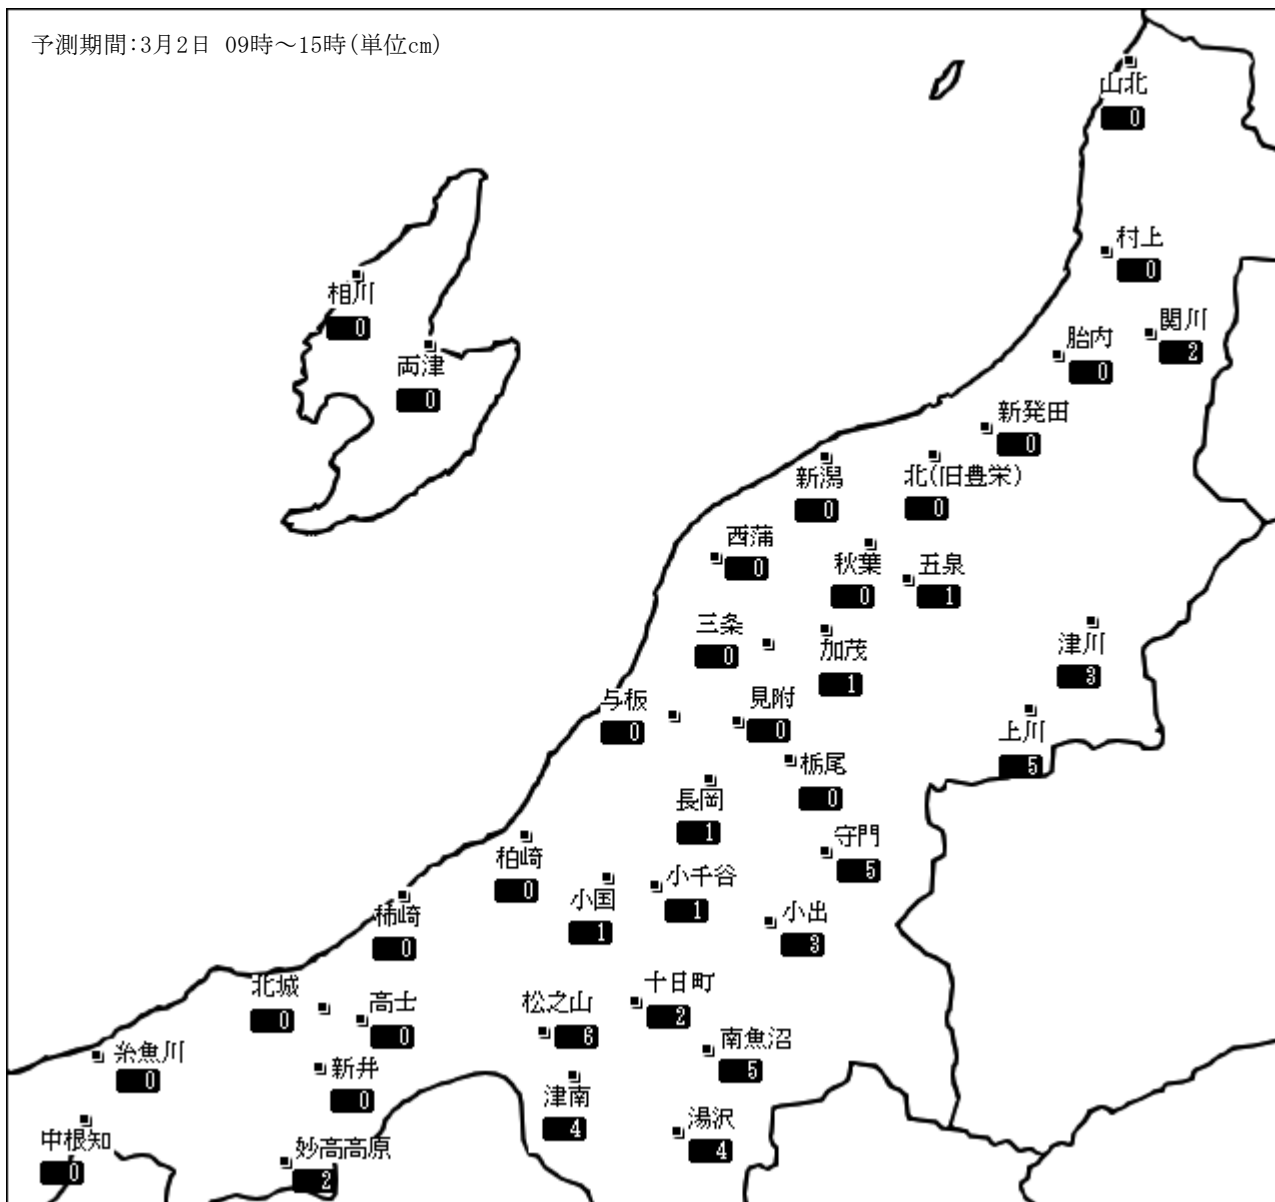 予測期間:3月2日 09時～15時(単位cm)
山北
0
村上
0
相川
0
関川
2
胎内
0
両津
0
新発田
0
新潟
0
北(旧豊栄)
0
西蒲
0
秋葉
0
五泉
1
三条
0
加茂
1
津川
3
与板
0
見附
0
上川
5
栃尾
0
長岡
1
守門
5
柏崎
0
小千谷
1
小国
1
小出
3
柿崎
0
北城
0
高士
0
松之山
6
十日町
2
南魚沼
5
糸魚川
0
新井
0
津南
4
湯沢
4
中根知
0
妙高高原
2